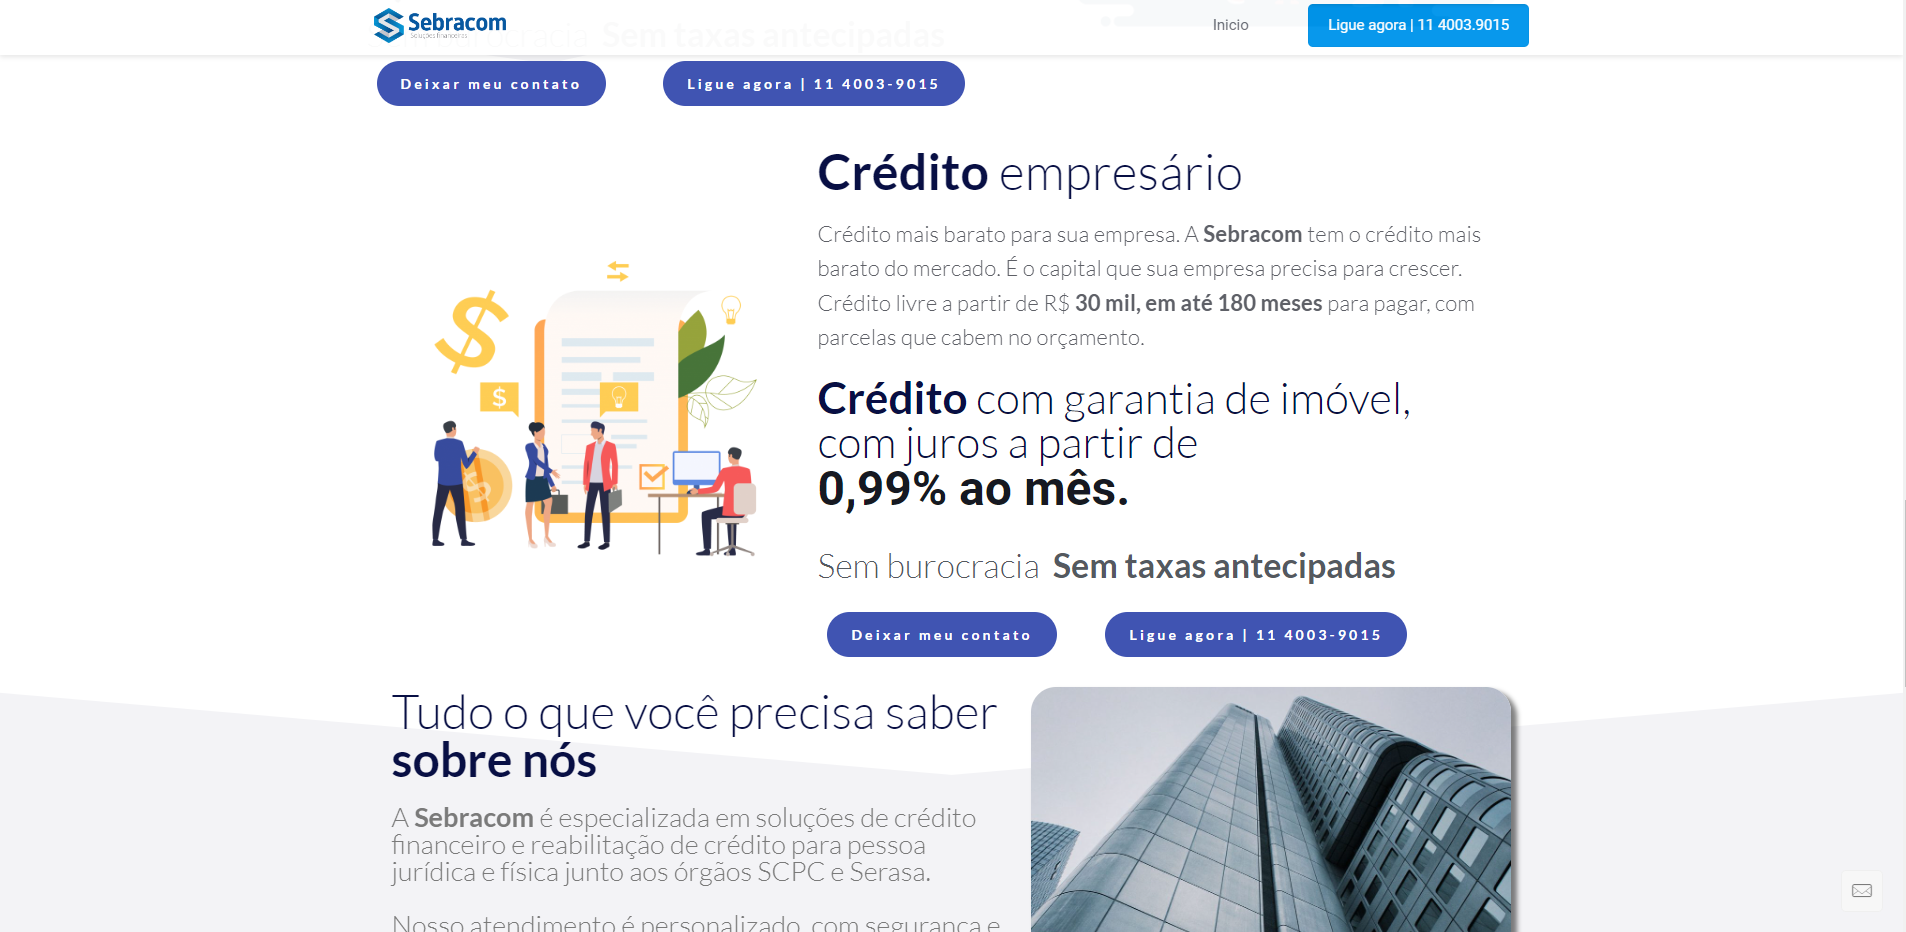 Sebracom
Soluções financeiras
Inicio
Ligue agora | 11 4003.9015
Sem taxas antecipadas
Deixar meu contato
Ligue agora | 11 4003-9015
Crédito empresário
Crédito mais barato para sua empresa. A Sebracom tem o crédito mais
barato do mercado. É o capital que sua empresa precisa para crescer.
Crédito livre a partir de R$ 30 mil, em até 180 meses para pagar, com
parcelas que cabem no orçamento.
Crédito com garantia de imóvel,
com juros a partir de
0,99% ao mês.
Sem burocracia Sem taxas antecipadas
Deixar meu contato
Ligue agora | 11 4003-9015
Tudo o que você precisa saber
sobre nós
A Sebracom é especializada em soluções de crédito
financeiro e reabilitação de crédito para pessoa
jurídica e física junto aos órgãos SCPC e Serasa.
Nosso atendimento é personalizado, com segurança e